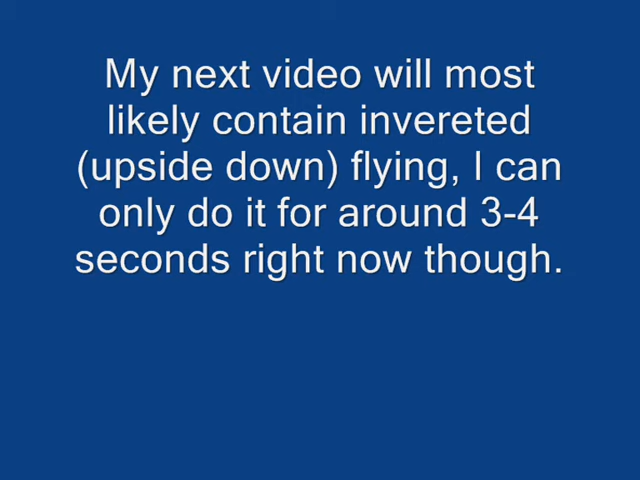 My next video will most
likely contain invereted
(upside down) flying, I can
only do it for around 3-4
seconds right now though.